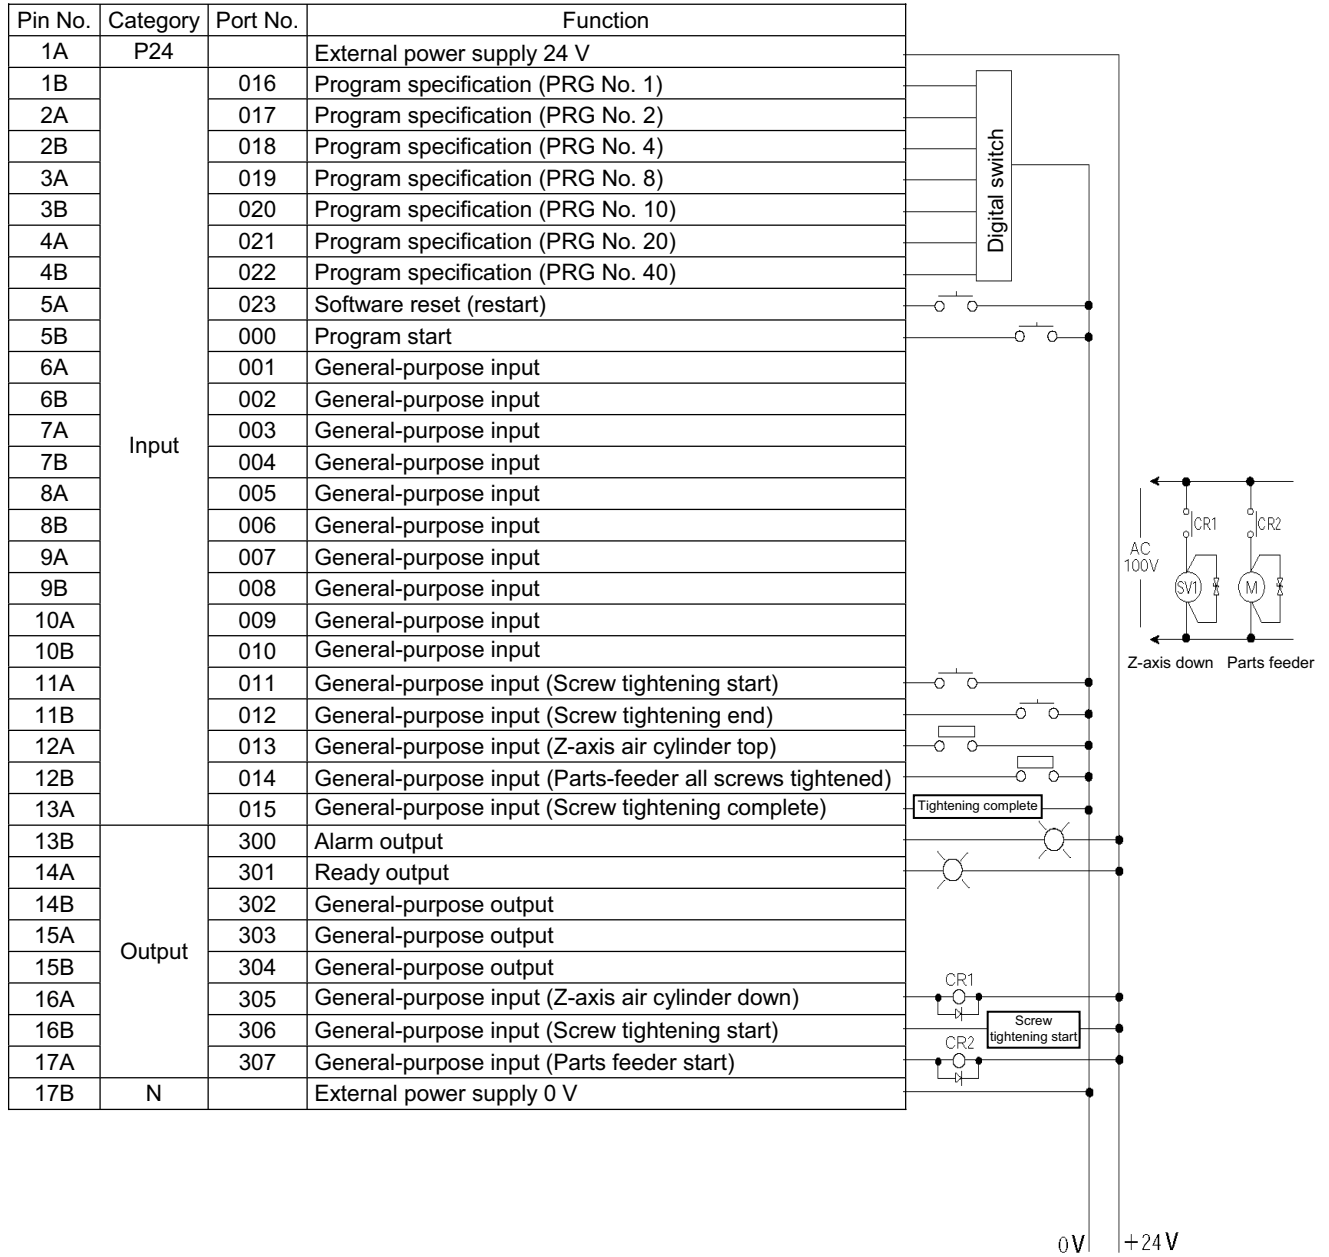 Pin No. Category Port No. Function
1A P24 External power supply 24 V
1B 016 Program specification (PRG No. 1)
2A 017 Program specification (PRG No. 2)
2B 018 Program specification (PRG No. 4)
3A 019 Program specification (PRG No. 8)
3B 020 Program specification (PRG No. 10)
4A 021 Program specification (PRG No. 20)
4B 022 Program specification (PRG No. 40)
Digital switch
5A 023 Software reset (restart)
5B 000 Program start
6A 001 General-purpose input
6B 002 General-purpose input
7A 003 General-purpose input
Input
7B 004 General-purpose input
8A 005 General-purpose input
8B 006 General-purpose input
9A 007 General-purpose input
9B 008 General-purpose input
10A 009 General-purpose input
10B 010 General-purpose input
11A 011 General-purpose input (Screw tightening start)
11B 012 General-purpose input (Screw tightening end)
12A 013 General-purpose input (Z-axis air cylinder top)
12B 014 General-purpose input (Parts-feeder all screws tightened)
13A 015 General-purpose input (Screw tightening complete) Tightening complete
13B 300 Alarm output
14A 301 Ready output
14B 302 General-purpose output
15A 303 General-purpose output
Output
15B 304 General-purpose output
CR1
16A 305 General-purpose input (Z-axis air cylinder down)
16B 306 General-purpose input (Screw tightening start)
Screw
tightening start
CR2
17A 307 General-purpose input (Parts feeder start)
17B N External power supply 0 V
CR1 CR2
AC
100V
SV1 M
Z-axis down Parts feeder
0V +24V